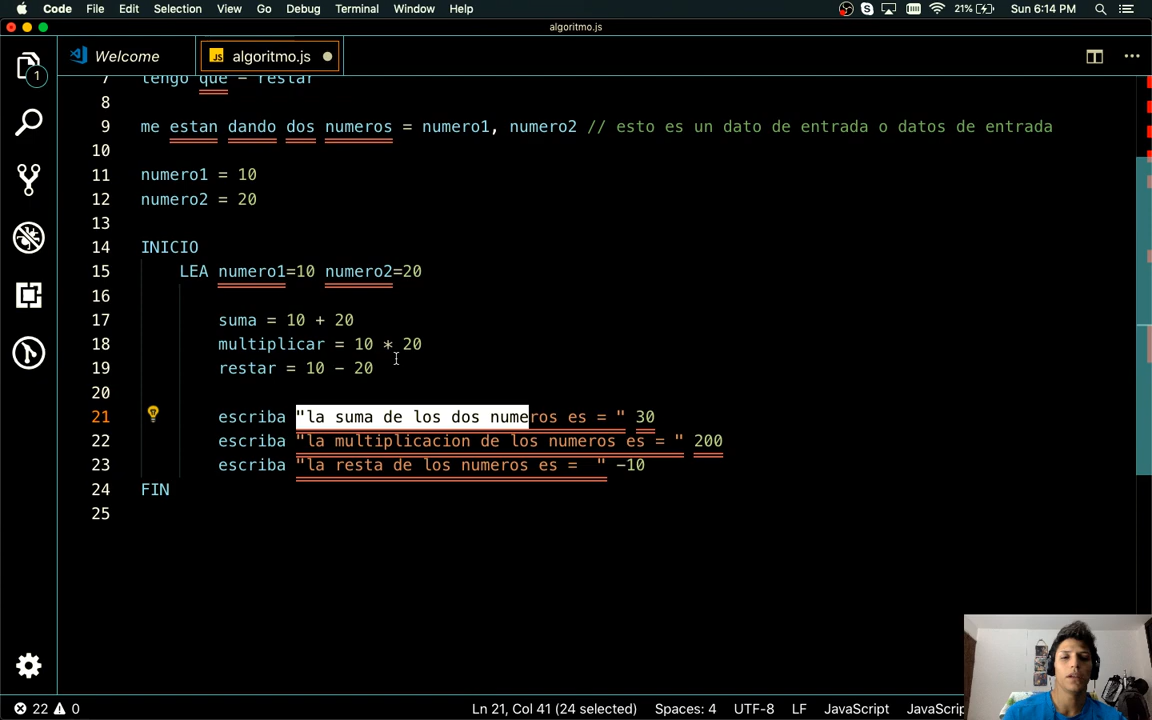 Code File Edit Selection View Go Debug Terminal Window Help 21% Sun 6:14 PM
algoritmo.js
Welcome JS algoritmo.js
1
7 tengo que = restar
8
9 me estan dando dos numeros = numero1, numero2 // esto es un dato de entrada o datos de entrada
10
11 numero1 = 10
12 numero2 = 20
13
14 INICIO
15 LEA numero1=10 numero2=20
16
17 suma = 10 + 20
18 multiplicar = 10 * 20
19 restar = 10 - 20
20
21 escriba "la suma de los dos numeros es = " 30
22 escriba "la multiplicacion de los numeros es = " 200
23 escriba "la resta de los numeros es =  " -10
24 FIN
25
22 0 Ln 21, Col 41 (24 selected) Spaces: 4 UTF-8 LF JavaScript JavaScrip